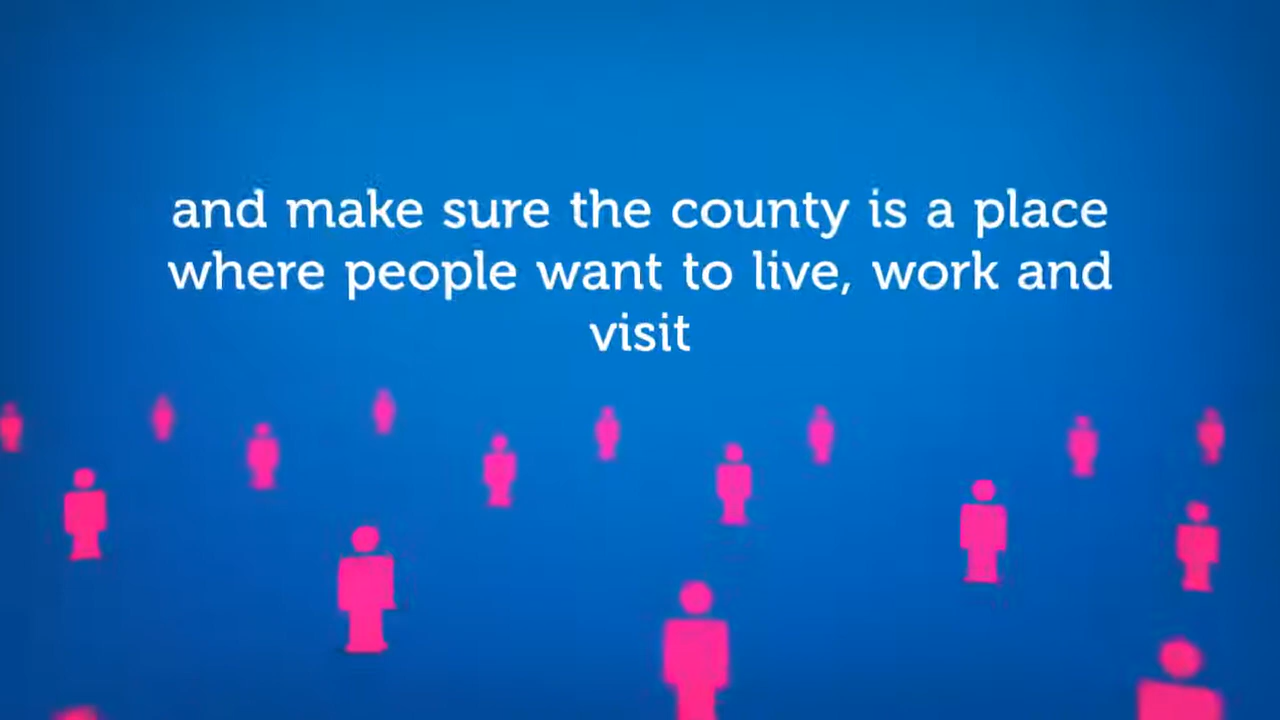 and make sure the county is a place
where people want to live, work and
visit